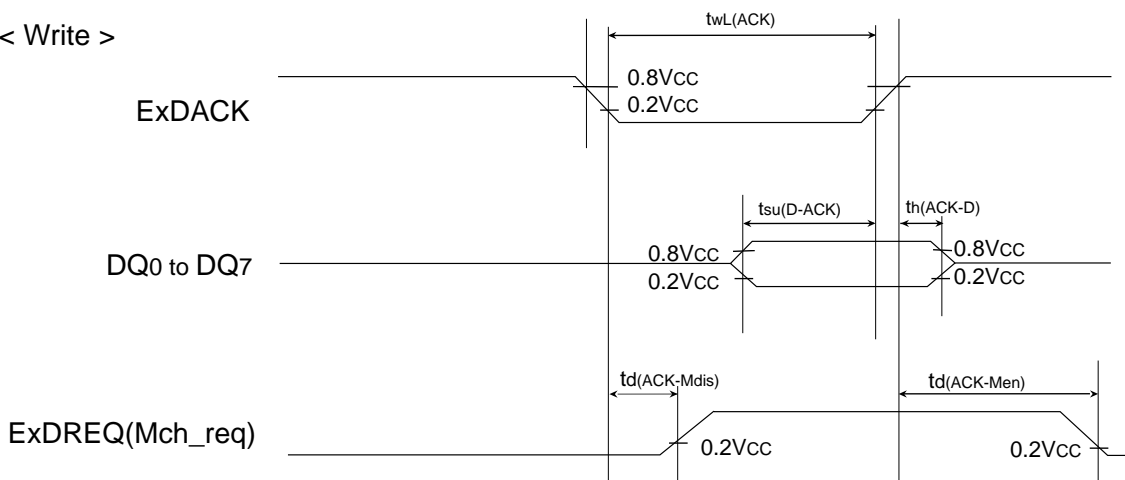 < Write >
twL(ACK)
0.8VCC
0.2VCC
ExDACK
tsu(D-ACK)
th(ACK-D)
0.8VCC
0.2VCC
0.8VCC
0.2VCC
DQ0 to DQ7
td(ACK-Mdis)
td(ACK-Men)
ExDREQ(Mch_req)
0.2VCC
0.2VCC